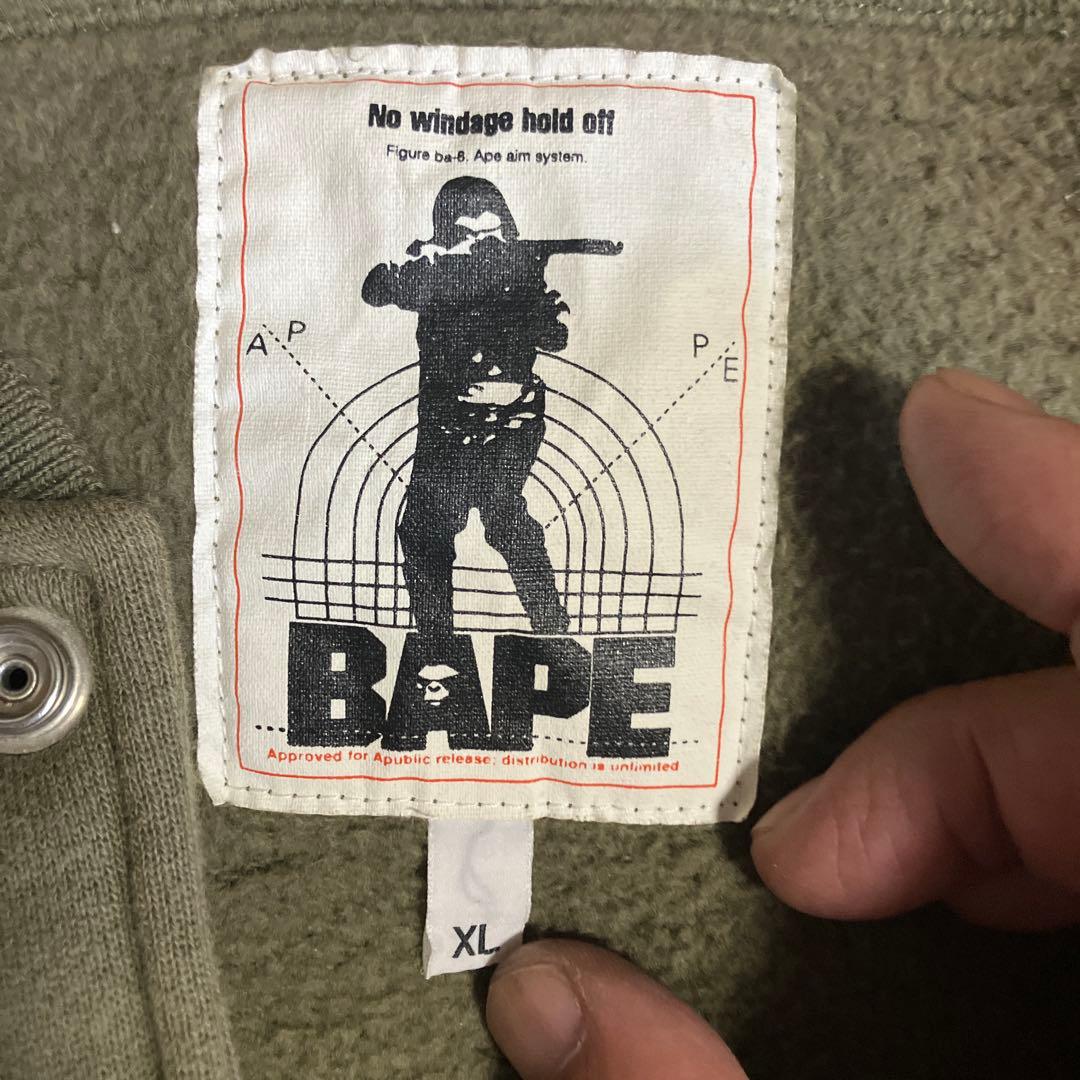 No windage hold off
Figure ba-6. Ape aim system.
A P
P E
BAPE
Approved for Apublic release; distribution is unlimited
XL